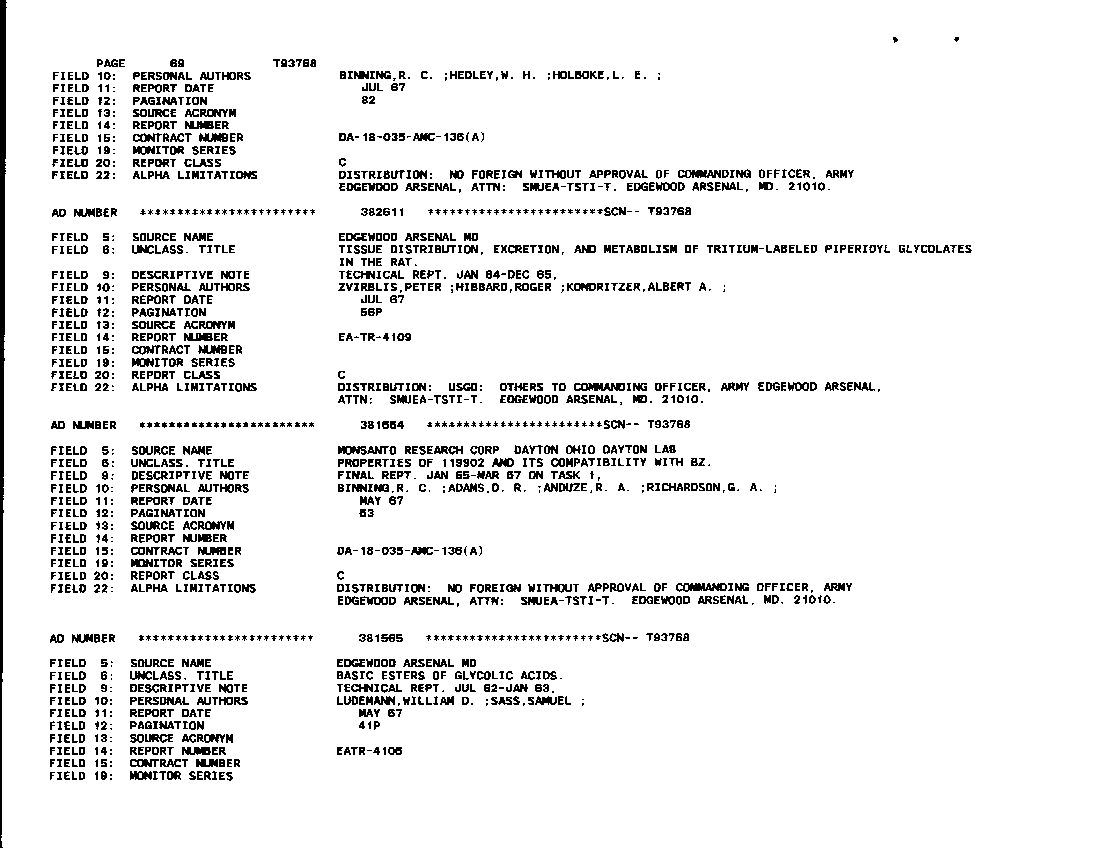 PAGE 69 T93768
FIELD 10: PERSONAL AUTHORS BINNING,R. C. ;HEDLEY,W. H. ;HOLBOKE,L. E. ;
FIELD 11: REPORT DATE JUL 67
FIELD 12: PAGINATION 82
FIELD 13: SOURCE ACRONYM
FIELD 14: REPORT NUMBER
FIELD 15: CONTRACT NUMBER DA-18-035-AMC-136(A)
FIELD 19: MONITOR SERIES
FIELD 20: REPORT CLASS C
FIELD 22: ALPHA LIMITATIONS DISTRIBUTION: NO FOREIGN WITHOUT APPROVAL OF COMMANDING OFFICER, ARMY
EDGEWOOD ARSENAL, ATTN: SMUEA-TSTI-T. EDGEWOOD ARSENAL, MD. 21010.
AD NUMBER ************************ 382611 ************************SCN-- T93768
FIELD 5: SOURCE NAME EDGEWOOD ARSENAL MD
FIELD 6: UNCLASS. TITLE TISSUE DISTRIBUTION, EXCRETION, AND METABOLISM OF TRITIUM-LABELED PIPERIDYL GLYCOLATES
IN THE RAT.
FIELD 9: DESCRIPTIVE NOTE TECHNICAL REPT. JAN 64-DEC 65,
FIELD 10: PERSONAL AUTHORS ZVIRBLIS,PETER ;HIBBARD,ROGER ;KONDRITZER,ALBERT A. ;
FIELD 11: REPORT DATE JUL 67
FIELD 12: PAGINATION 56P
FIELD 13: SOURCE ACRONYM
FIELD 14: REPORT NUMBER EA-TR-4109
FIELD 15: CONTRACT NUMBER
FIELD 19: MONITOR SERIES
FIELD 20: REPORT CLASS C
FIELD 22: ALPHA LIMITATIONS DISTRIBUTION: USGO: OTHERS TO COMMANDING OFFICER, ARMY EDGEWOOD ARSENAL,
ATTN: SMUEA-TSTI-T. EDGEWOOD ARSENAL, MD. 21010.
AD NUMBER ************************ 381664 ************************SCN-- T93768
FIELD 5: SOURCE NAME MONSANTO RESEARCH CORP DAYTON OHIO DAYTON LAB
FIELD 6: UNCLASS. TITLE PROPERTIES OF 119902 AND ITS COMPATIBILITY WITH BZ.
FIELD 9: DESCRIPTIVE NOTE FINAL REPT. JAN 65-MAR 67 ON TASK 1,
FIELD 10: PERSONAL AUTHORS BINNING,R. C. ;ADAMS,D. R. ;ANDUZE,R. A. ;RICHARDSON,G. A. ;
FIELD 11: REPORT DATE MAY 67
FIELD 12: PAGINATION 53
FIELD 13: SOURCE ACRONYM
FIELD 14: REPORT NUMBER
FIELD 15: CONTRACT NUMBER DA-18-035-AMC-136(A)
FIELD 19: MONITOR SERIES
FIELD 20: REPORT CLASS C
FIELD 22: ALPHA LIMITATIONS DISTRIBUTION: NO FOREIGN WITHOUT APPROVAL OF COMMANDING OFFICER, ARMY
EDGEWOOD ARSENAL, ATTN: SMUEA-TSTI-T. EDGEWOOD ARSENAL, MD. 21010.
AD NUMBER ************************ 381565 ************************SCN-- T93768
FIELD 5: SOURCE NAME EDGEWOOD ARSENAL MD
FIELD 6: UNCLASS. TITLE BASIC ESTERS OF GLYCOLIC ACIDS.
FIELD 9: DESCRIPTIVE NOTE TECHNICAL REPT. JUL 62-JAN 63,
FIELD 10: PERSONAL AUTHORS LUDEMANN,WILLIAM D. ;SASS,SAMUEL ;
FIELD 11: REPORT DATE MAY 67
FIELD 12: PAGINATION 41P
FIELD 13: SOURCE ACRONYM
FIELD 14: REPORT NUMBER EATR-4105
FIELD 15: CONTRACT NUMBER
FIELD 19: MONITOR SERIES